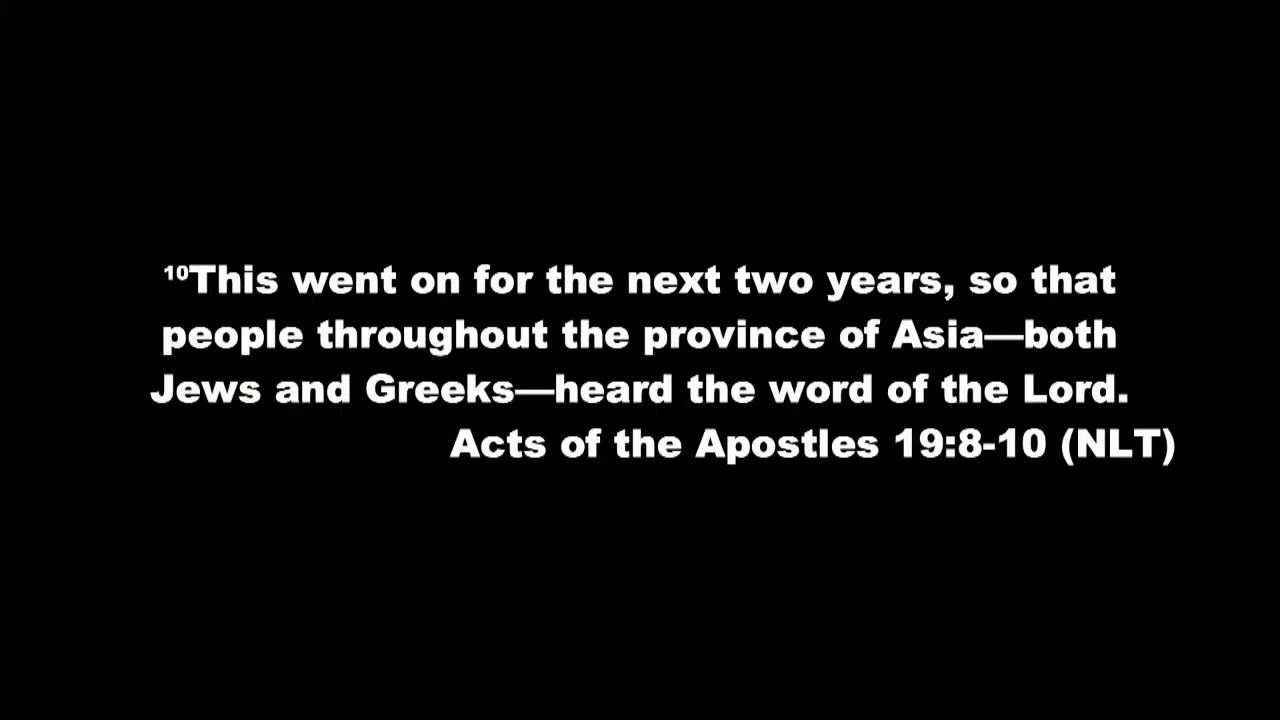 ¹⁰This went on for the next two years, so that
people throughout the province of Asia—both
Jews and Greeks—heard the word of the Lord.
Acts of the Apostles 19:8-10 (NLT)